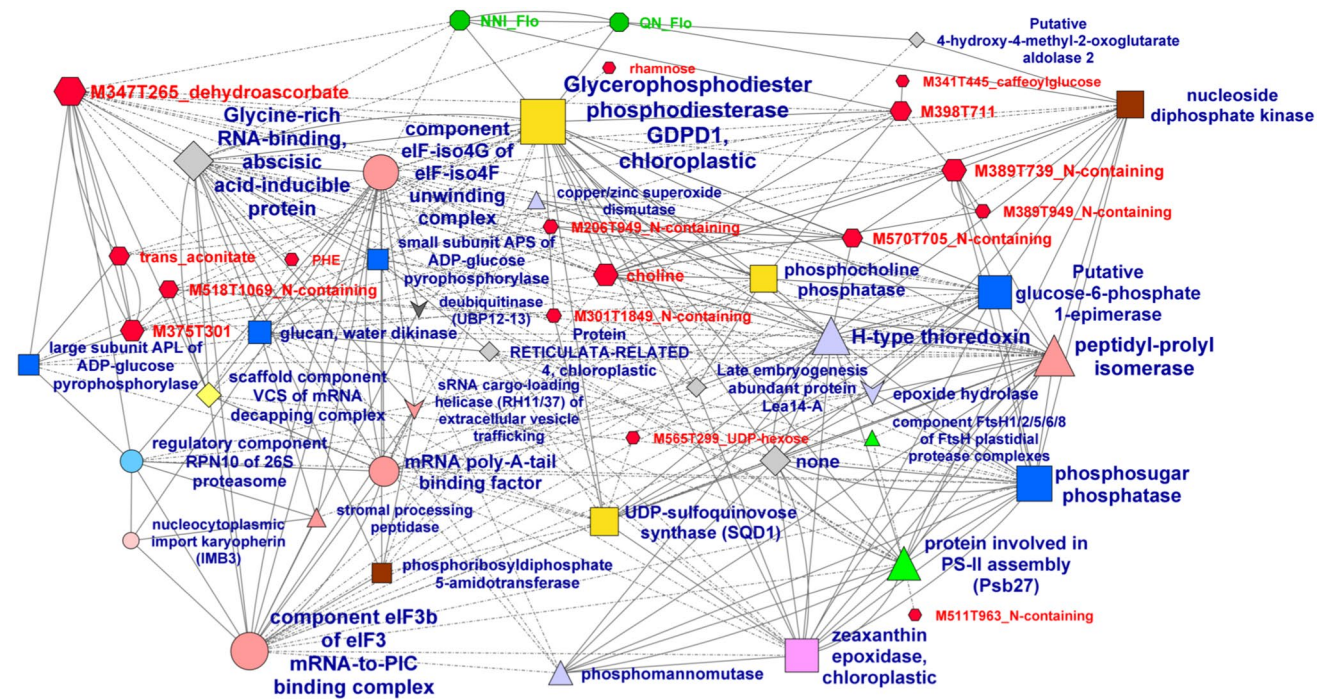 NNI_Flo
QN_Flo
Putative
4-hydroxy-4-methyl-2-oxoglutarate
aldolase 2
rhamnose
M341T445_caffeoylglucose
M347T265_dehydroascorbate
Glycerophosphodiester
phosphodiesterase
GDPD1,
chloroplastic
M398T711
nucleoside
diphosphate kinase
Glycine-rich
RNA-binding,
abscisic
acid-inducible
protein
component
eIF-iso4G of
eIF-iso4F
unwinding
complex
M389T739_N-containing
copper/zinc superoxide
dismutase
M389T949_N-containing
M206T949_N-containing
M570T705_N-containing
trans_aconitate
PHE
small subunit APS of
ADP-glucose
pyrophosphorylase
choline
phosphocholine
phosphatase
Putative
glucose-6-phosphate
1-epimerase
M518T1069_N-containing
deubiquitinase
(UBP12-13)
M301T1849_N-containing
M375T301
glucan, water dikinase
Protein
RETICULATA-RELATED
4, chloroplastic
H-type thioredoxin
peptidyl-prolyl
isomerase
large subunit APL of
ADP-glucose
pyrophosphorylase
scaffold component
VCS of mRNA
decapping complex
sRNA cargo-loading
helicase (RH11/37) of
extracellular vesicle
trafficking
Late embryogenesis
abundant protein
Lea14-A
epoxide hydrolase
component FtsH1/2/5/6/8
of FtsH plastidial
protease complexes
M565T299_UDP-hexose
regulatory component
RPN10 of 26S
proteasome
mRNA poly-A-tail
binding factor
none
phosphosugar
phosphatase
nucleocytoplasmic
import karyopherin
(IMB3)
stromal processing
peptidase
UDP-sulfoquinovose
synthase (SQD1)
phosphoribosyldiphosphate
5-amidotransferase
protein involved in
PS-II assembly
(Psb27)
M511T963_N-containing
component eIF3b
of eIF3
mRNA-to-PIC
binding complex
phosphomannomutase
zeaxanthin
epoxidase,
chloroplastic